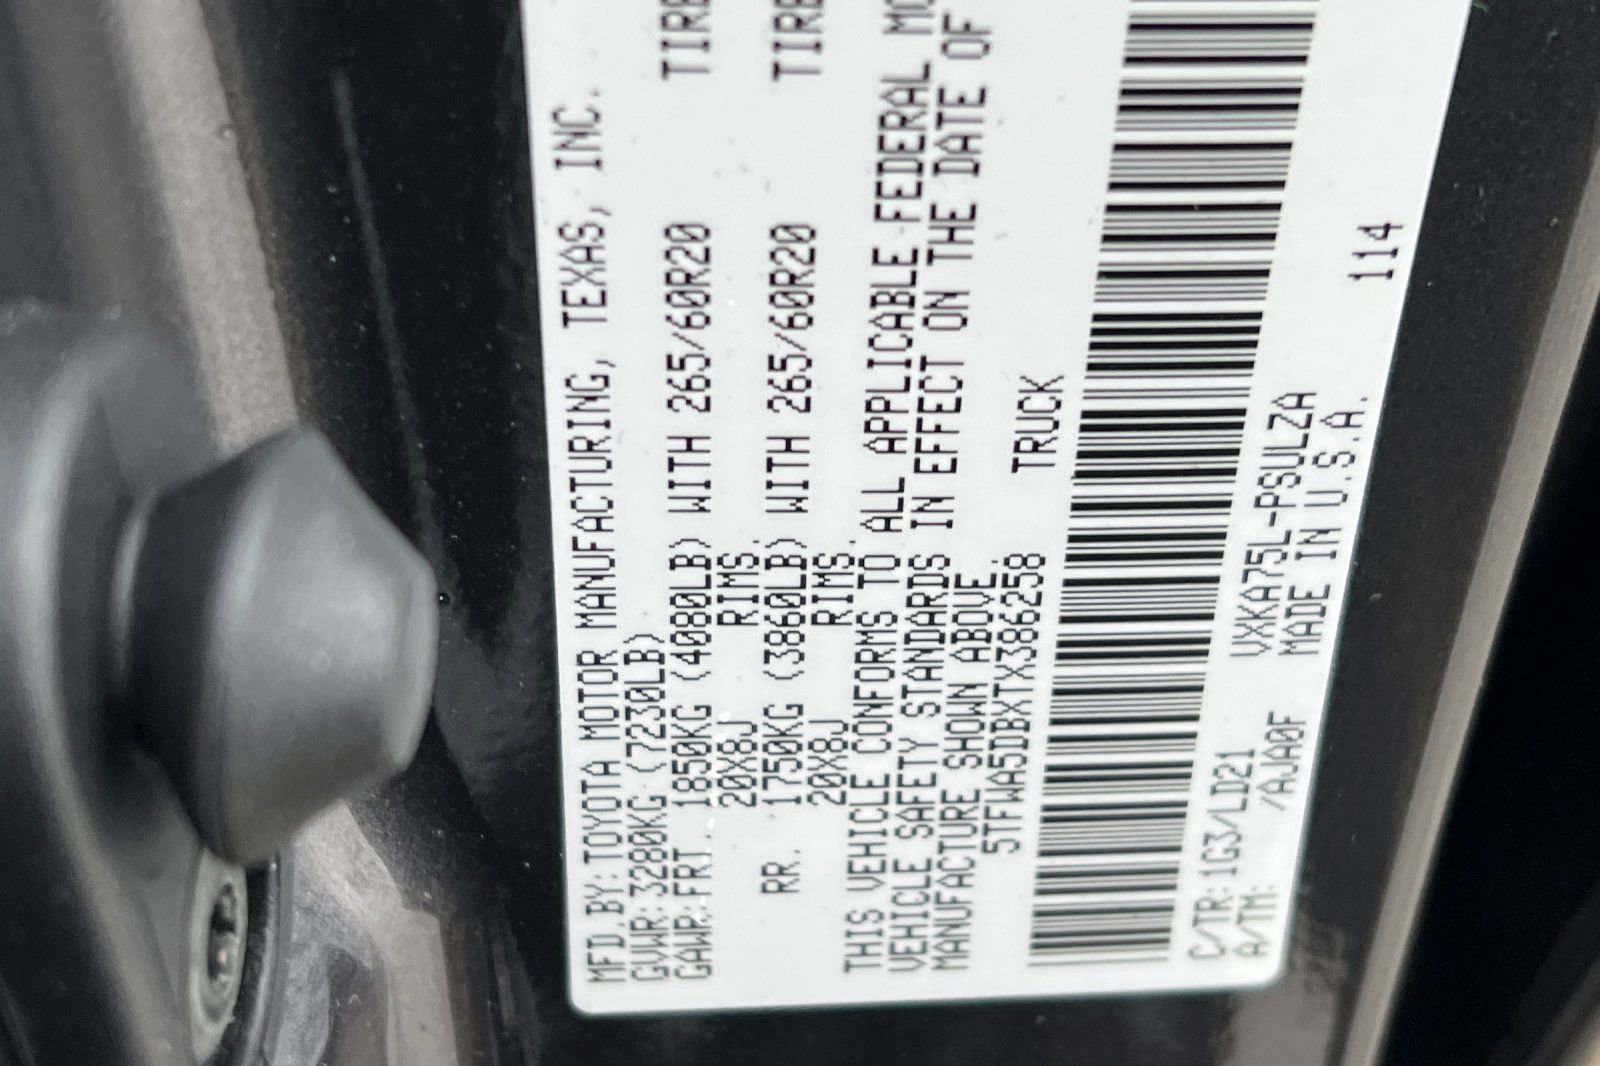 MFD.BY:TOYOTA MOTOR MANUFACTURING, TEXAS, INC.
GVWR:3280KG (7230LB)
GAWR:FRT. 1850KG (4080LB) WITH 265/60R20 TIRE
20X8J RIMS.
RR. 1750KG (3860LB) WITH 265/60R20 TIRE
20X8J RIMS.
THIS VEHICLE CONFORMS TO ALL APPLICABLE FEDERAL MO
VEHICLE SAFETY STANDARDS IN EFFECT ON THE DATE OF
MANUFACTURE SHOWN ABOVE.
5TFWA5DBXTX386258 TRUCK
C/TR:1G3/LD21 VXKA75L-PSULZA 114
A/TM: /AJA0F MADE IN U.S.A.